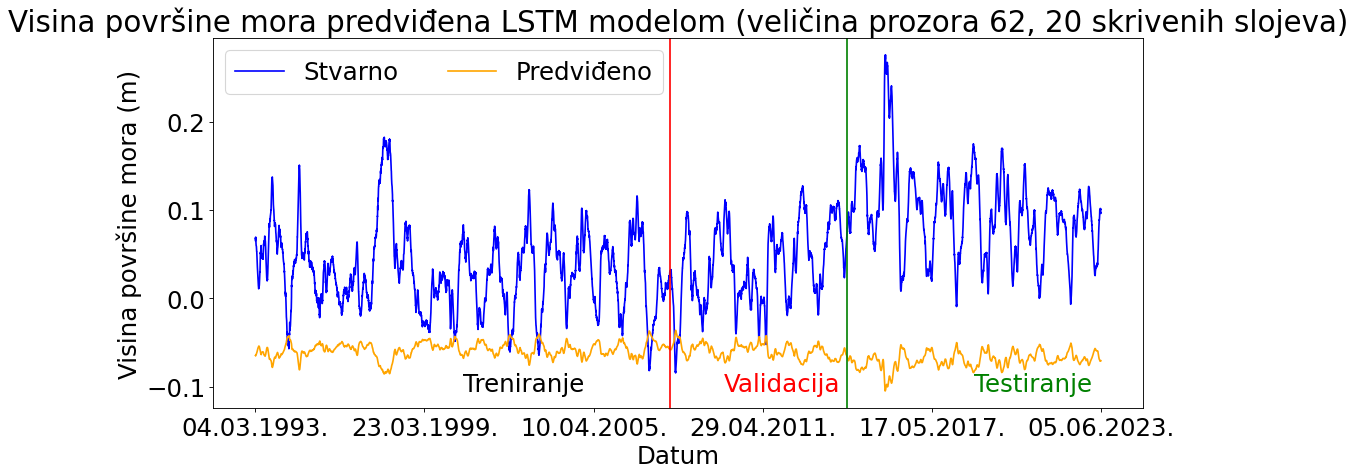 Visina površine mora predviđena LSTM modelom (veličina prozora 62, 20 skrivenih slojeva)
Stvarno Predviđeno
Visina površine mora (m)
0.2
0.1
0.0
−0.1
Treniranje Validacija Testiranje
04.03.1993. 23.03.1999. 10.04.2005. 29.04.2011. 17.05.2017. 05.06.2023.
Datum